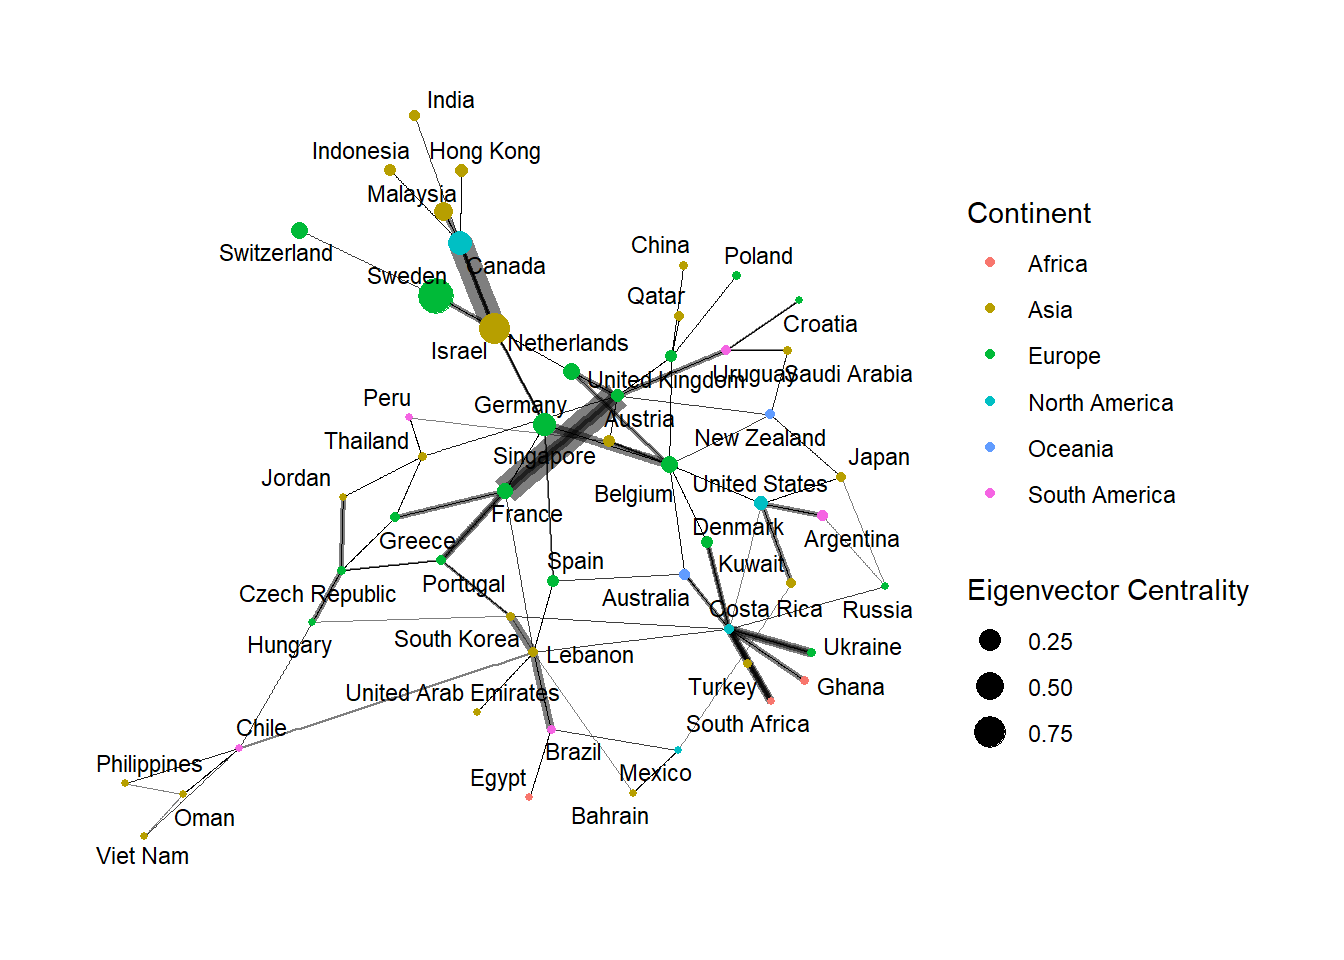 India
Indonesia
Hong Kong
Malaysia
Switzerland
Sweden
Canada
Israel
China
Poland
Qatar
Croatia
Netherlands
United Kingdom
Uruguay
Saudi Arabia
Peru
Germany
Austria
Thailand
Singapore
New Zealand
Japan
Jordan
Belgium
United States
France
Greece
Denmark
Argentina
Spain
Kuwait
Portugal
Czech Republic
Australia
Costa Rica
Russia
Hungary
South Korea
Lebanon
Ukraine
United Arab Emirates
Turkey
Ghana
South Africa
Chile
Brazil
Philippines
Egypt
Mexico
Oman
Bahrain
Viet Nam
Continent
Africa
Asia
Europe
North America
Oceania
South America
Eigenvector Centrality
0.25
0.50
0.75